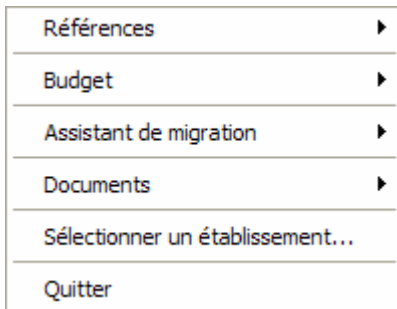 Références
Budget
Assistant de migration
Documents
Sélectionner un établissement...
Quitter